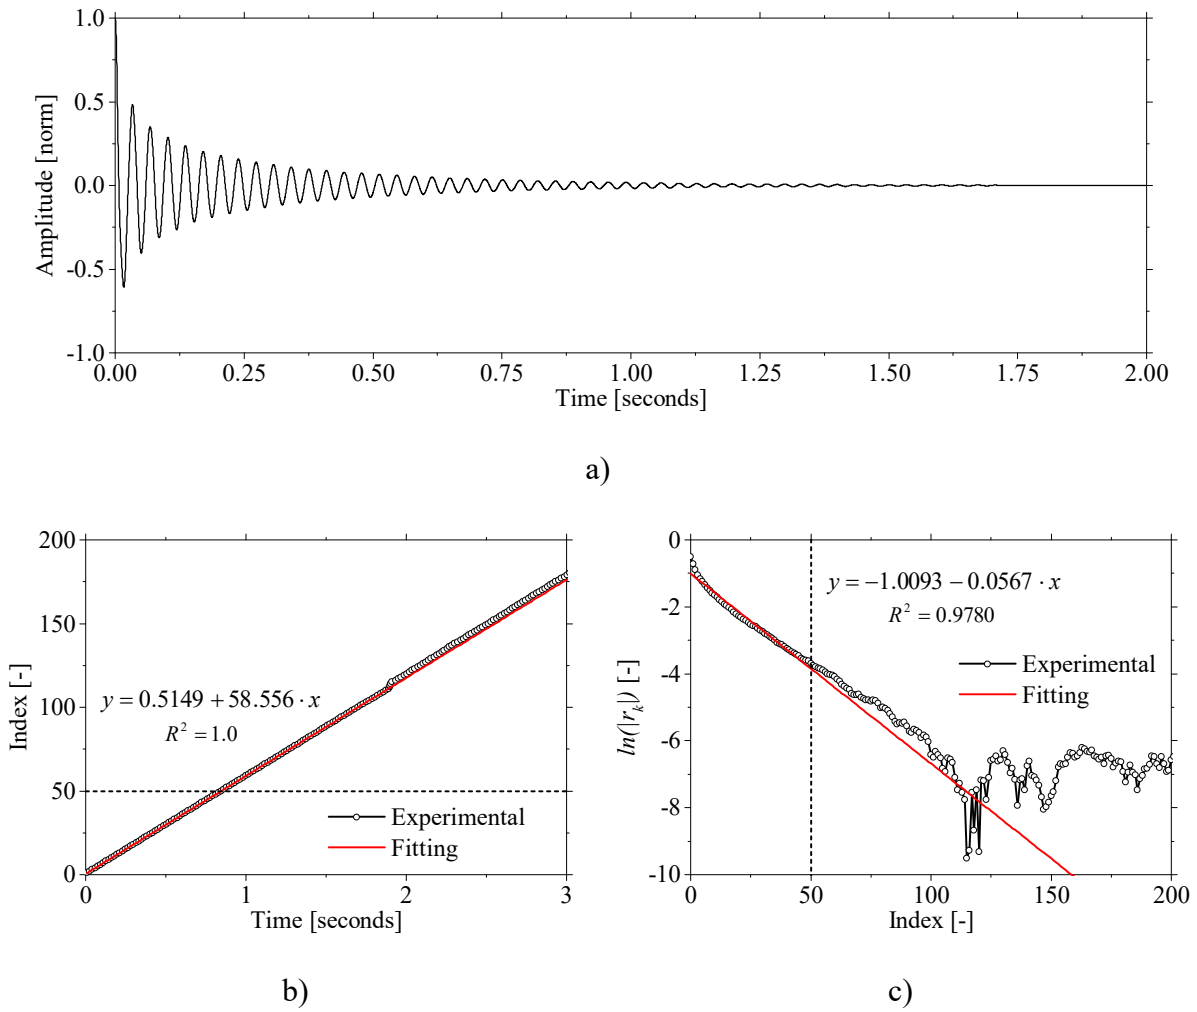 1.0
0.5
0.0
-0.5
-1.0
Amplitude [norm]
0.00 0.25 0.50 0.75 1.00 1.25 1.50 1.75 2.00
Time [seconds]
a)
200
150
100
50
0
Index [-]
y = 0.5149 + 58.556 · x
R² = 1.0
Experimental
Fitting
0 1 2 3
Time [seconds]
b)
0
-2
-4
-6
-8
-10
ln(|r_k|) [-]
y = −1.0093 − 0.0567 · x
R² = 0.9780
Experimental
Fitting
0 50 100 150 200
Index [-]
c)